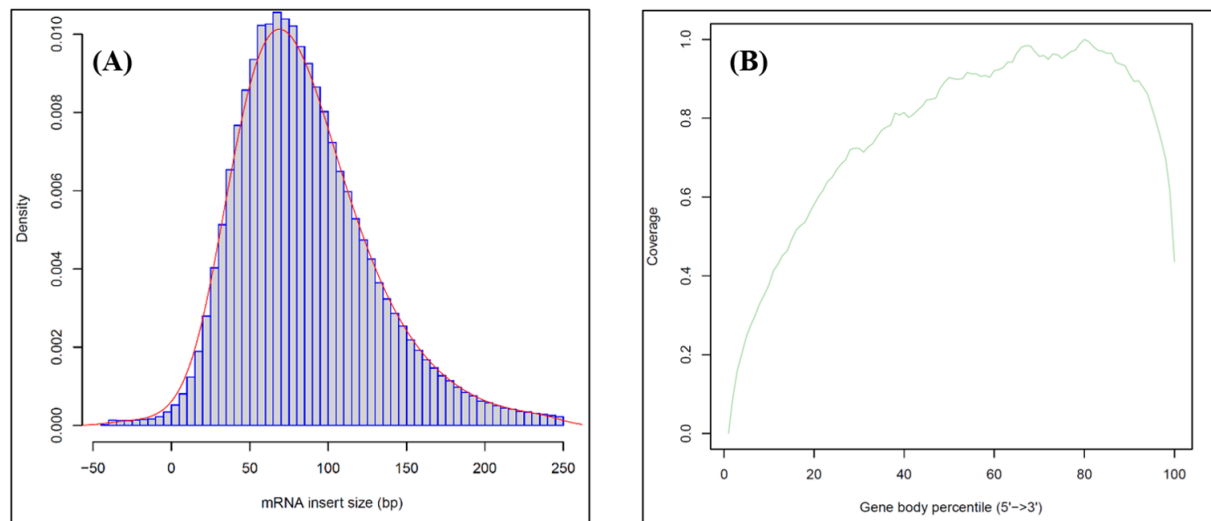 (A)
Density
0.010
0.008
0.006
0.004
0.002
0.000
−50 0 50 100 150 200 250
mRNA insert size (bp)
(B)
Coverage
1.0
0.8
0.6
0.4
0.2
0.0
0 20 40 60 80 100
Gene body percentile (5'->3')